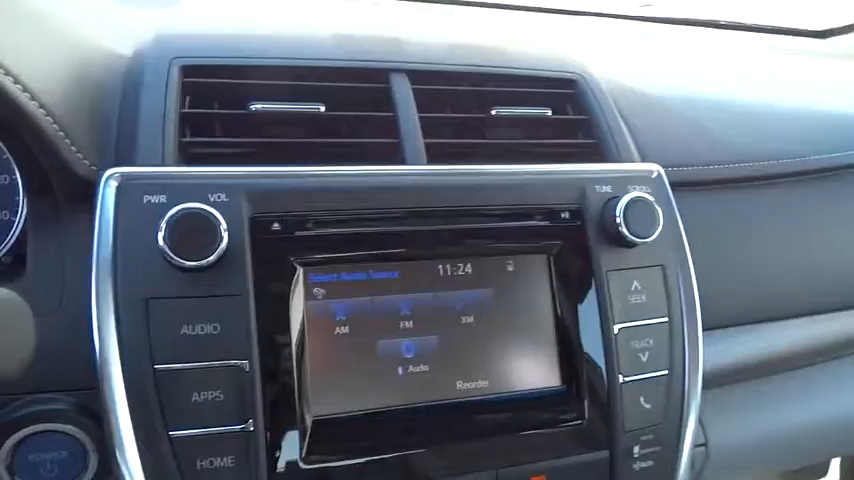 PWR
VOL
TUNE
SCROLL
Select Audio Source
11:24
AM
FM
XM
Audio
Reorder
AUDIO
APPS
HOME
SEEK
TRACK
POWER